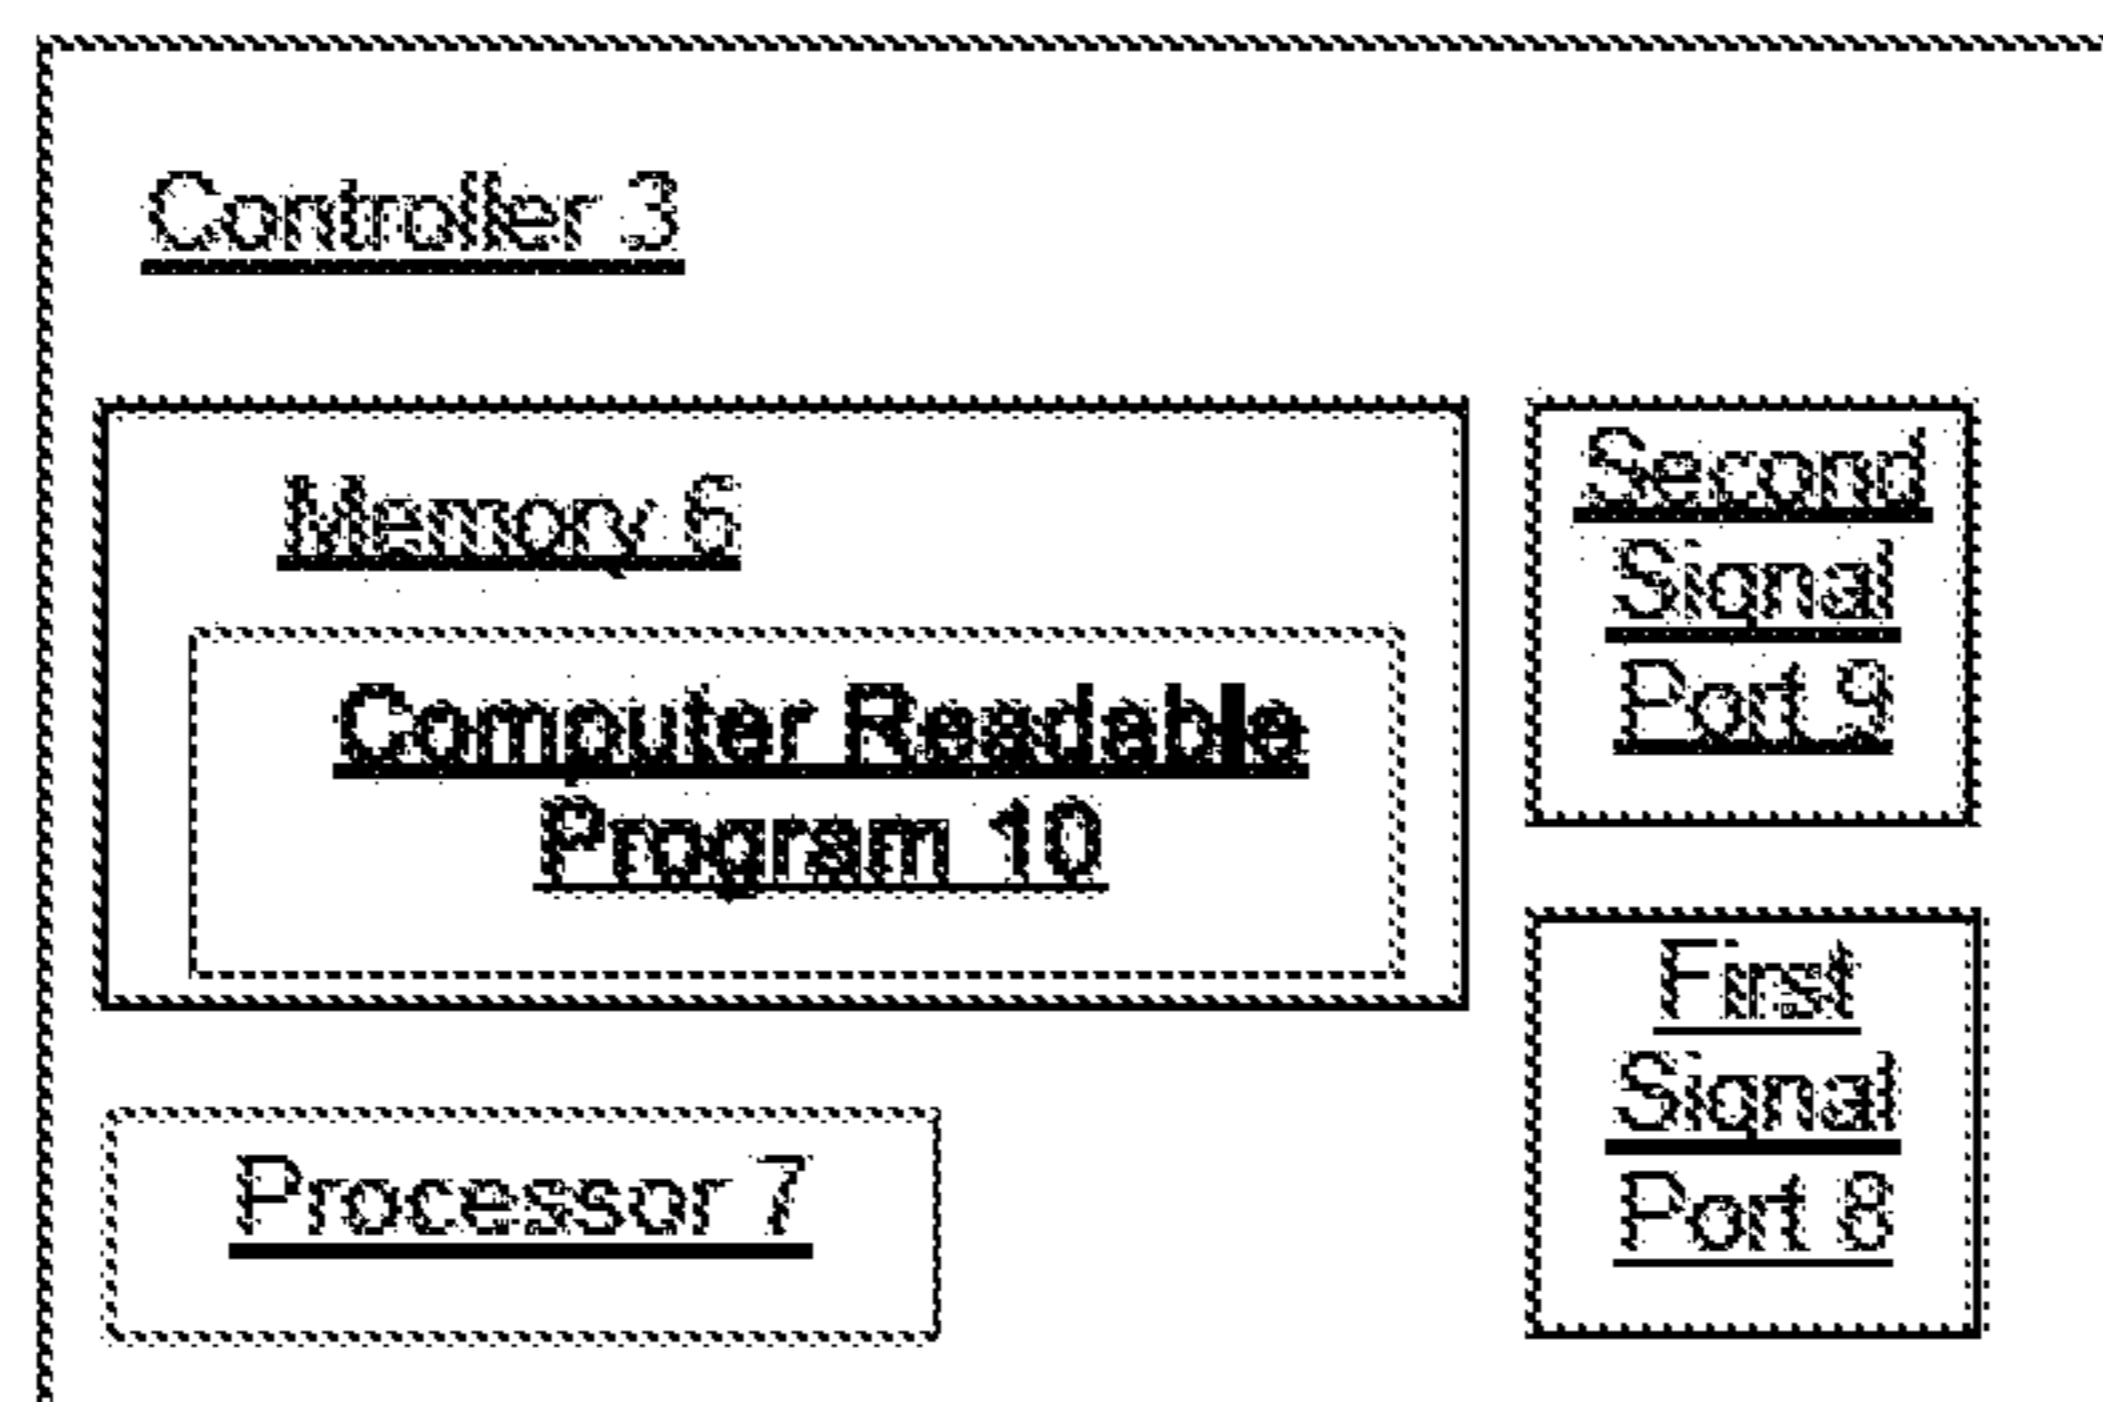 Controller 3
Memory 6
Computer Readable
Program 10
Processor 7
Second
Signal
Port 9
First
Signal
Port 8